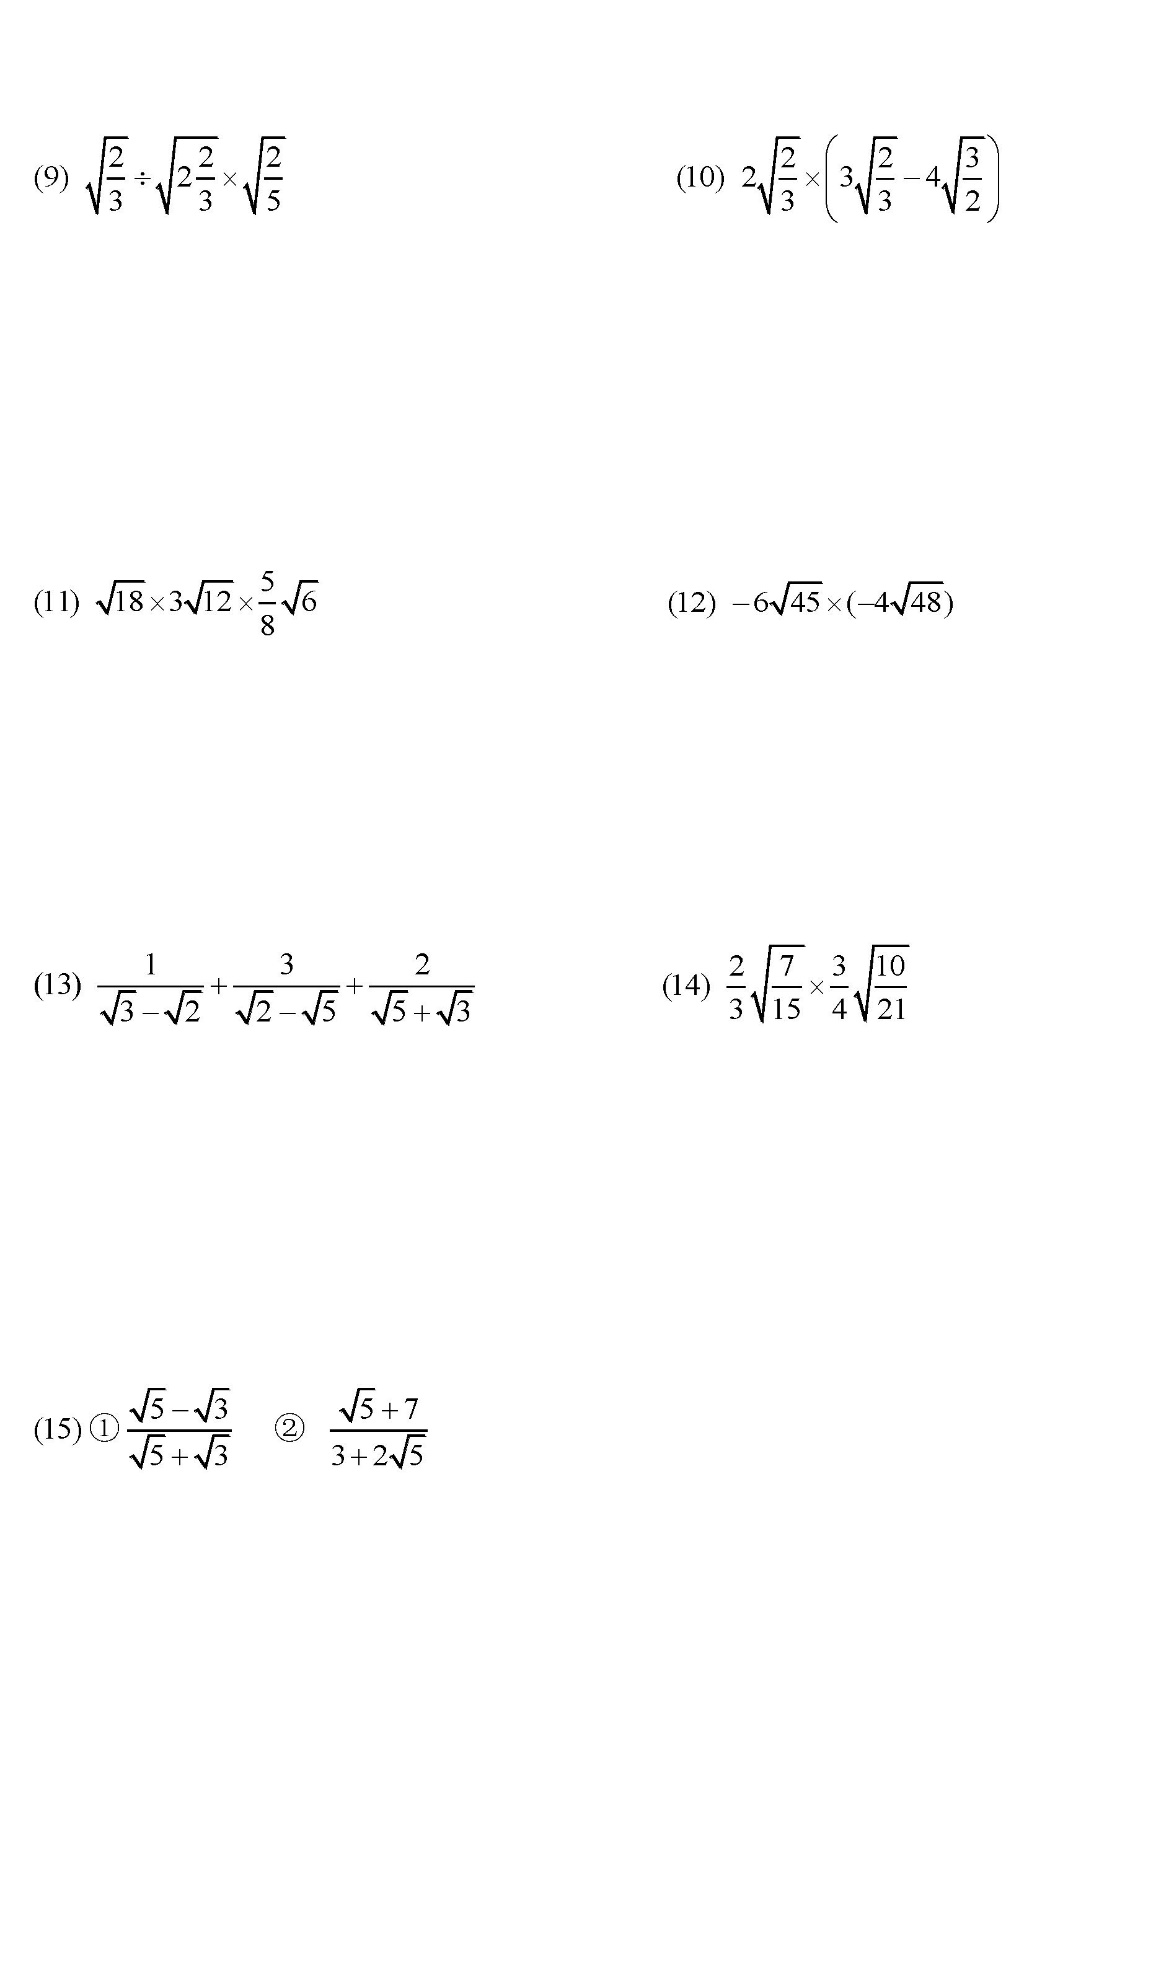 (9) √(2/3) ÷ √(2 2/3) × √(2/5)
(10) 2√(2/3) × (3√(2/3) − 4√(3/2))
(11) √18 × 3√12 × 5/8 √6
(12) −6√45 × (−4√48)
(13) 1/(√3 − √2) + 3/(√2 − √5) + 2/(√5 + √3)
(14) 2/3 √(7/15) × 3/4 √(10/21)
(15) ① (√5 − √3)/(√5 + √3) ② (√5 + 7)/(3 + 2√5)